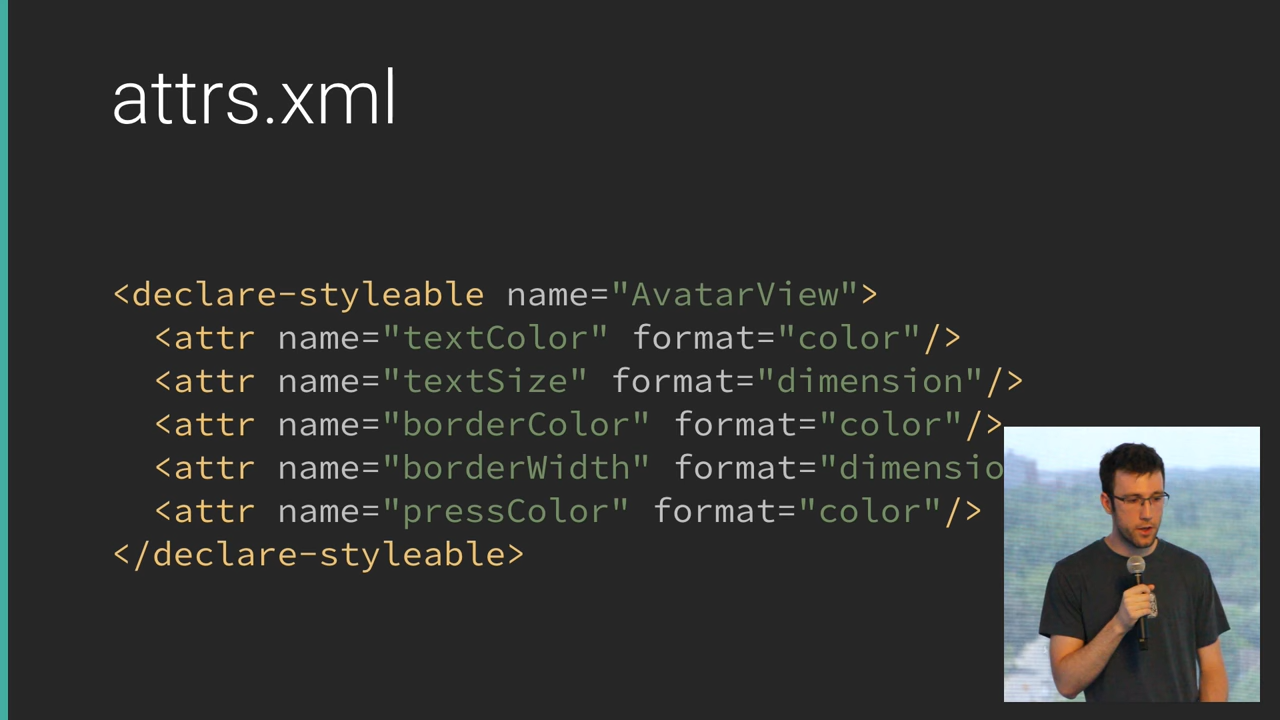 attrs.xml
<declare-styleable name="AvatarView">
<attr name="textColor" format="color"/>
<attr name="textSize" format="dimension"/>
<attr name="borderColor" format="color"/>
<attr name="borderWidth" format="dimensio
<attr name="pressColor" format="color"/>
</declare-styleable>